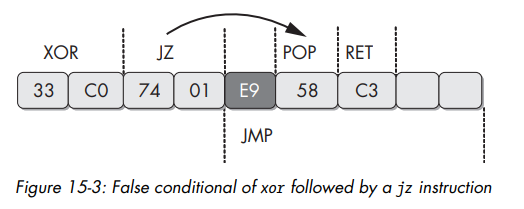 XOR JZ POP RET
33 C0 74 01 E9 58 C3
JMP
Figure 15-3: False conditional of xor followed by a jz instruction